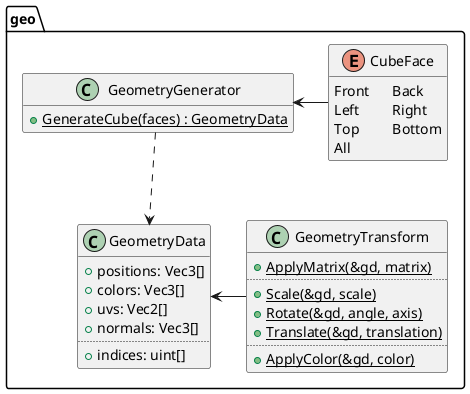 geo
C GeometryGenerator
GenerateCube(faces) : GeometryData
E CubeFace
Front Back
Left Right
Top Bottom
All
C GeometryData
positions: Vec3[]
colors: Vec3[]
uvs: Vec2[]
normals: Vec3[]
indices: uint[]
C GeometryTransform
ApplyMatrix(&gd, matrix)
Scale(&gd, scale)
Rotate(&gd, angle, axis)
Translate(&gd, translation)
ApplyColor(&gd, color)